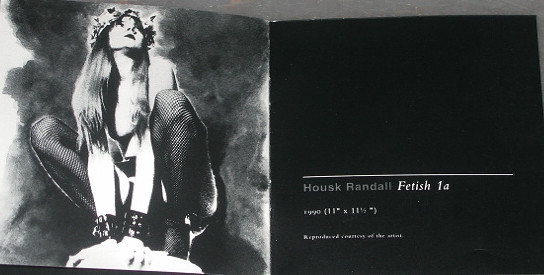 Housk Randall Fetish 1a
1990 (11" x 11½ ")
Reproduced courtesy of the artist.